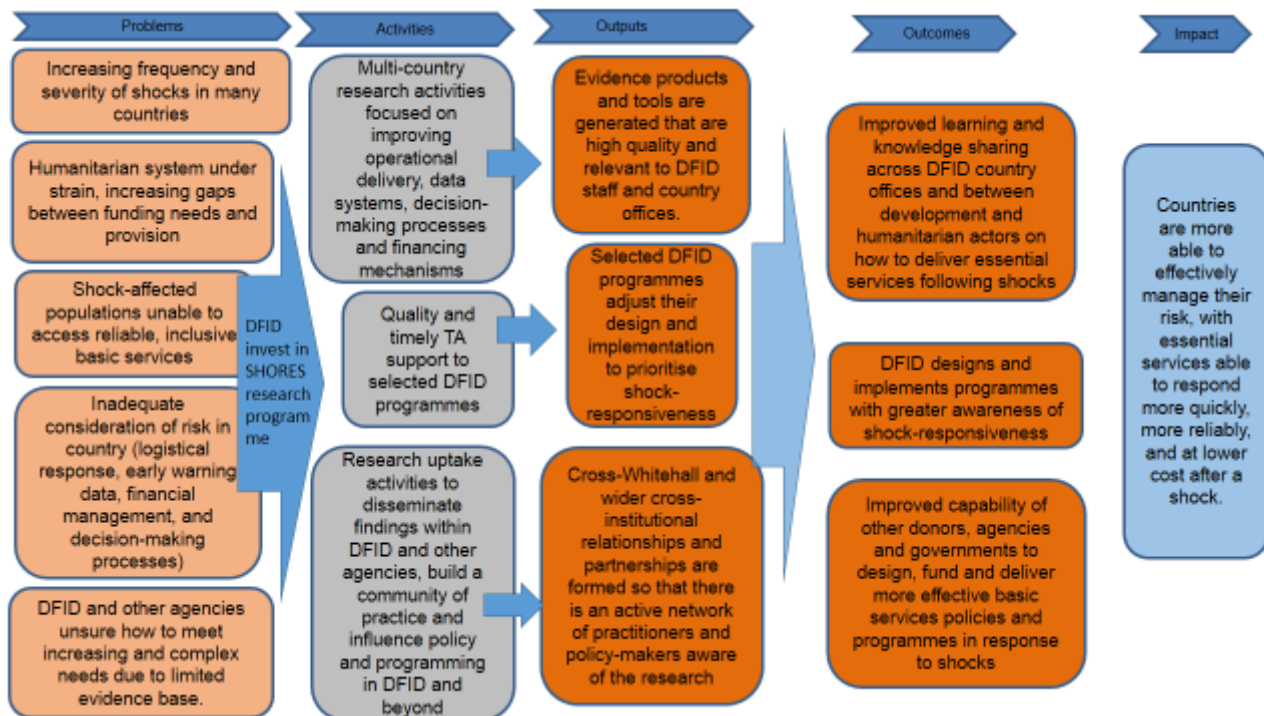 Problems
Increasing frequency and
severity of shocks in many
countries
Humanitarian system under
strain, increasing gaps
between funding needs and
provision
Shock-affected
populations unable to
access reliable, inclusive
basic services
Inadequate
consideration of risk in
country (logistical
response, early warning
data, financial
management, and
decision-making
processes)
DFID and other agencies
unsure how to meet
increasing and complex
needs due to limited
evidence base.
DFID
invest in
SHORES
research
program
me
Activities
Multi-country
research activities
focused on
improving
operational
delivery, data
systems, decision-
making processes
and financing
mechanisms
Quality and
timely TA
support to
selected DFID
programmes
Research uptake
activities to
disseminate
findings within
DFID and other
agencies, build a
community of
practice and
influence policy
and programming
in DFID and
beyond
Outputs
Evidence products
and tools are
generated that are
high quality and
relevant to DFID
staff and country
offices.
Selected DFID
programmes
adjust their
design and
implementation
to prioritise
shock-
responsiveness
Cross-Whitehall and
wider cross-
institutional
relationships and
partnerships are
formed so that there
is an active network
of practitioners and
policy-makers aware
of the research
Outcomes
Improved learning and
knowledge sharing
across DFID country
offices and between
development and
humanitarian actors on
how to deliver essential
services following shocks
DFID designs and
implements programmes
with greater awareness of
shock-responsiveness
Improved capability of
other donors, agencies
and governments to
design, fund and deliver
more effective basic
services policies and
programmes in response
to shocks
Impact
Countries
are more
able to
effectively
manage their
risk, with
essential
services able
to respond
more quickly,
more reliably,
and at lower
cost after a
shock.